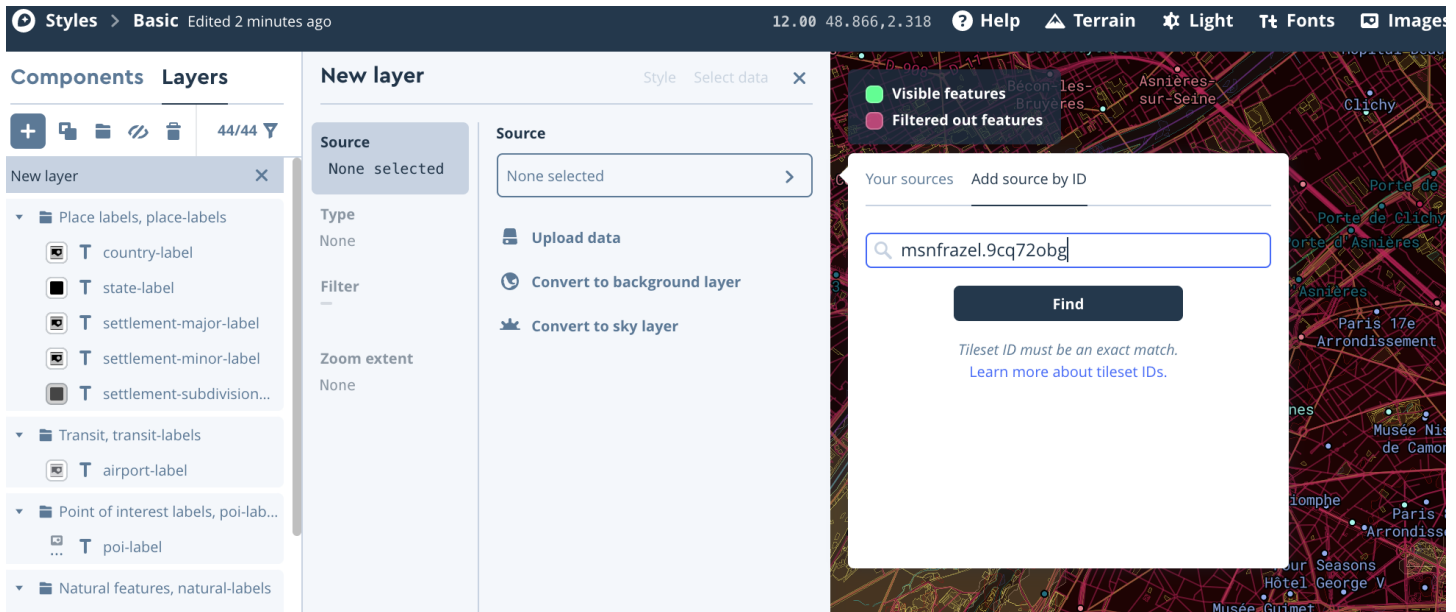 Styles > Basic Edited 2 minutes ago 12.00 48.866,2.318 Help Terrain Light Fonts Images
Components Layers
44/44
New layer
Place labels, place-labels
country-label
state-label
settlement-major-label
settlement-minor-label
settlement-subdivision...
Transit, transit-labels
airport-label
Point of interest labels, poi-lab...
poi-label
Natural features, natural-labels
New layer Style Select data
Source
None selected
Type
None
Filter
Zoom extent
None
Source
None selected
Upload data
Convert to background layer
Convert to sky layer
Visible features
Filtered out features
Your sources Add source by ID
msnfrazel.9cq72obg
Find
Tileset ID must be an exact match.
Learn more about tileset IDs.
Asnières-
sur-Seine
Clichy
Porte de
Porte de Clichy
Asnières
Paris 17e
Arrondissement
Musée Nis
de Camon
Paris
Arrondisse
Seasons
Hôtel George V
Musée Guimet